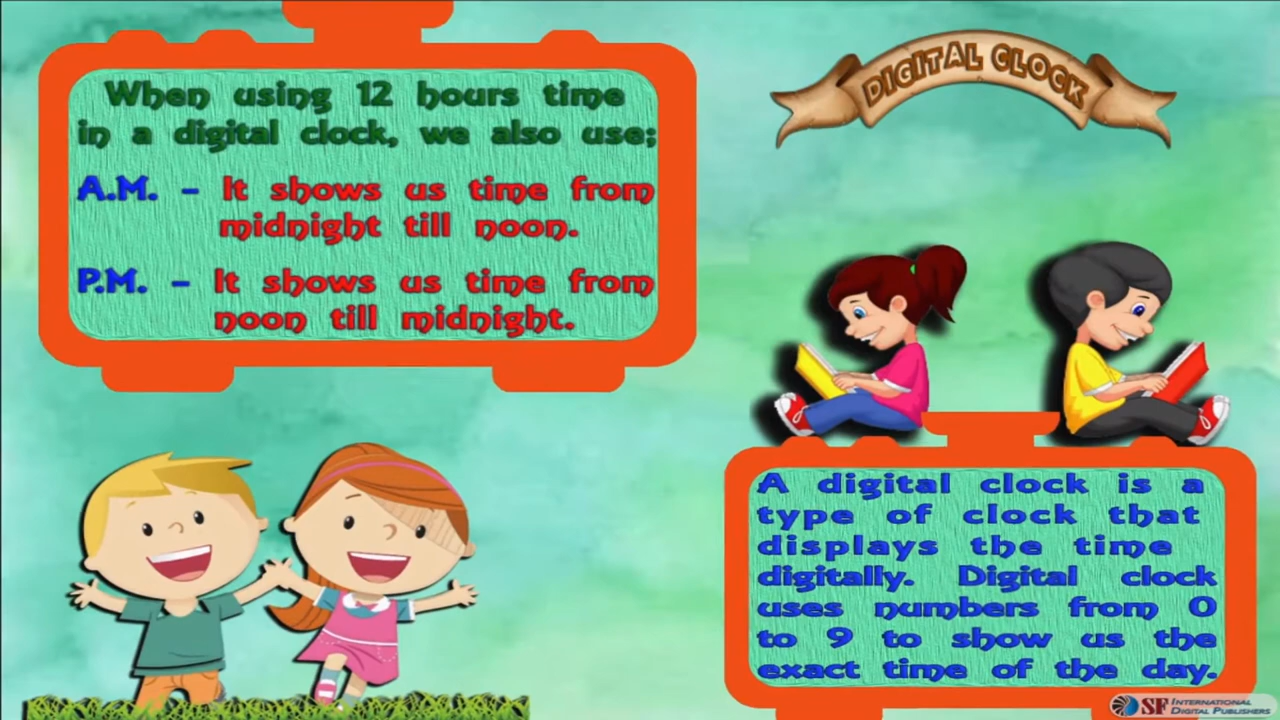 When using 12 hours time
in a digital clock, we also use;
A.M. - It shows us time from
midnight till noon.
P.M. - It shows us time from
noon till midnight.
DIGITAL CLOCK
A digital clock is a
type of clock that
displays the time
digitally. Digital clock
uses numbers from 0
to 9 to show us the
exact time of the day.
SF INTERNATIONAL
DIGITAL PUBLISHERS